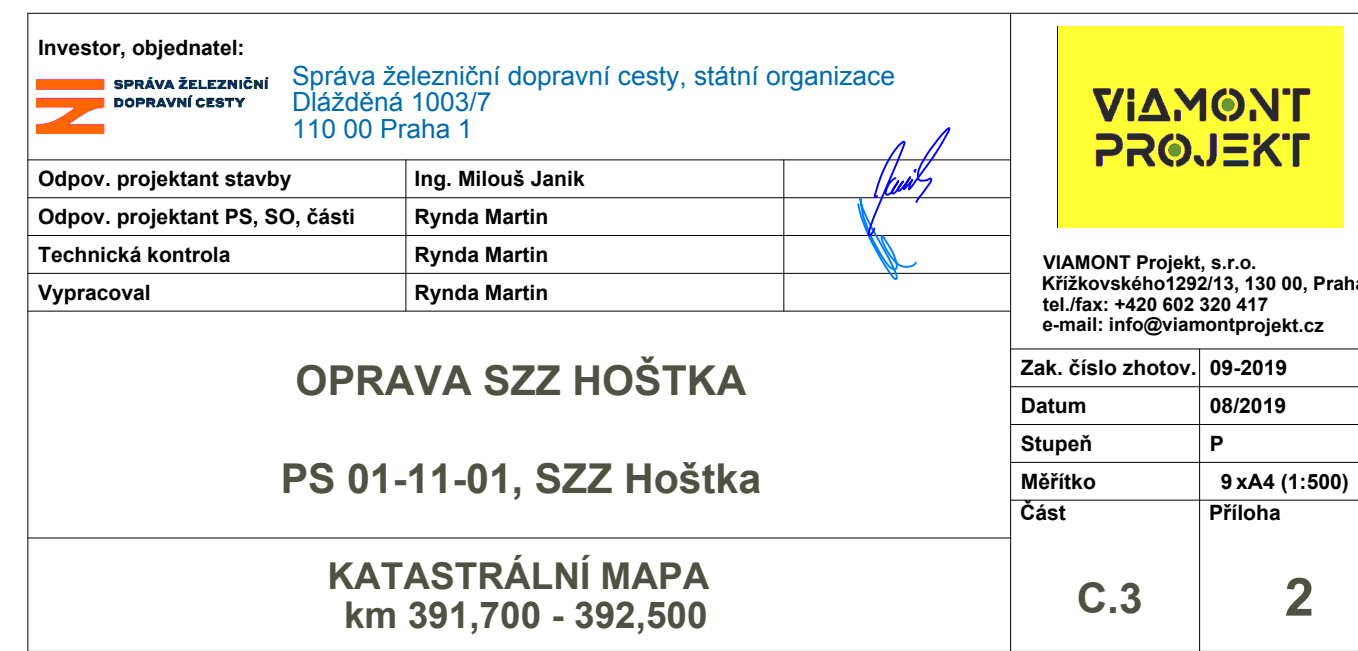 Investor, objednatel:
SPRÁVA ŽELEZNIČNÍ
DOPRAVNÍ CESTY
Správa železniční dopravní cesty, státní organizace
Dlážděná 1003/7
110 00 Praha 1
Odpov. projektant stavby Ing. Milouš Janik
Odpov. projektant PS, SO, části Rynda Martin
Technická kontrola Rynda Martin
Vypracoval Rynda Martin
VIAMONT
PROJEKT
VIAMONT Projekt, s.r.o.
Křížkovského1292/13, 130 00, Praha
tel./fax: +420 602 320 417
e-mail: info@viamontprojekt.cz
OPRAVA SZZ HOŠTKA
PS 01-11-01, SZZ Hoštka
KATASTRÁLNÍ MAPA
km 391,700 - 392,500
Zak. číslo zhotov. 09-2019
Datum 08/2019
Stupeň P
Měřítko 9 xA4 (1:500)
Část Příloha
C.3 2